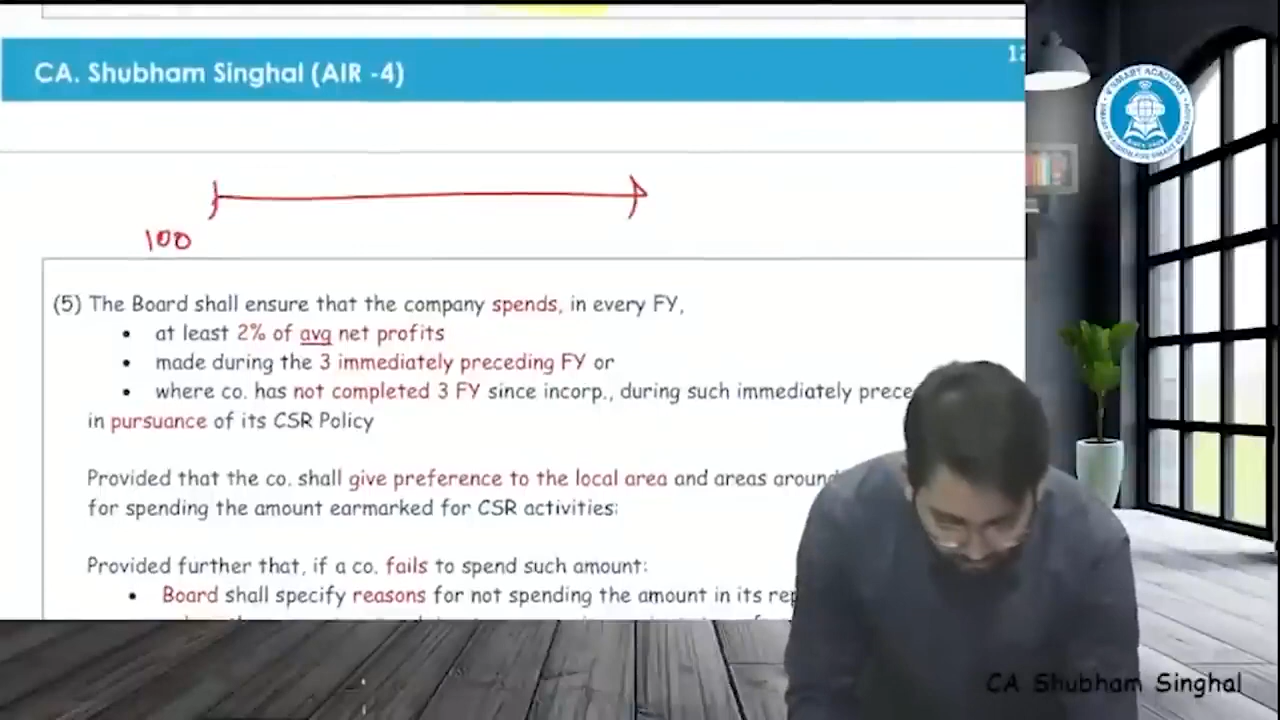 CA. Shubham Singhal (AIR -4)
100
(5) The Board shall ensure that the company spends, in every FY,
• at least 2% of avg net profits
• made during the 3 immediately preceding FY or
• where co. has not completed 3 FY since incorp., during such immediately prece
in pursuance of its CSR Policy
Provided that the co. shall give preference to the local area and areas around
for spending the amount earmarked for CSR activities:
Provided further that, if a co. fails to spend such amount:
• Board shall specify reasons for not spending the amount in its rep
CA Shubham Singhal